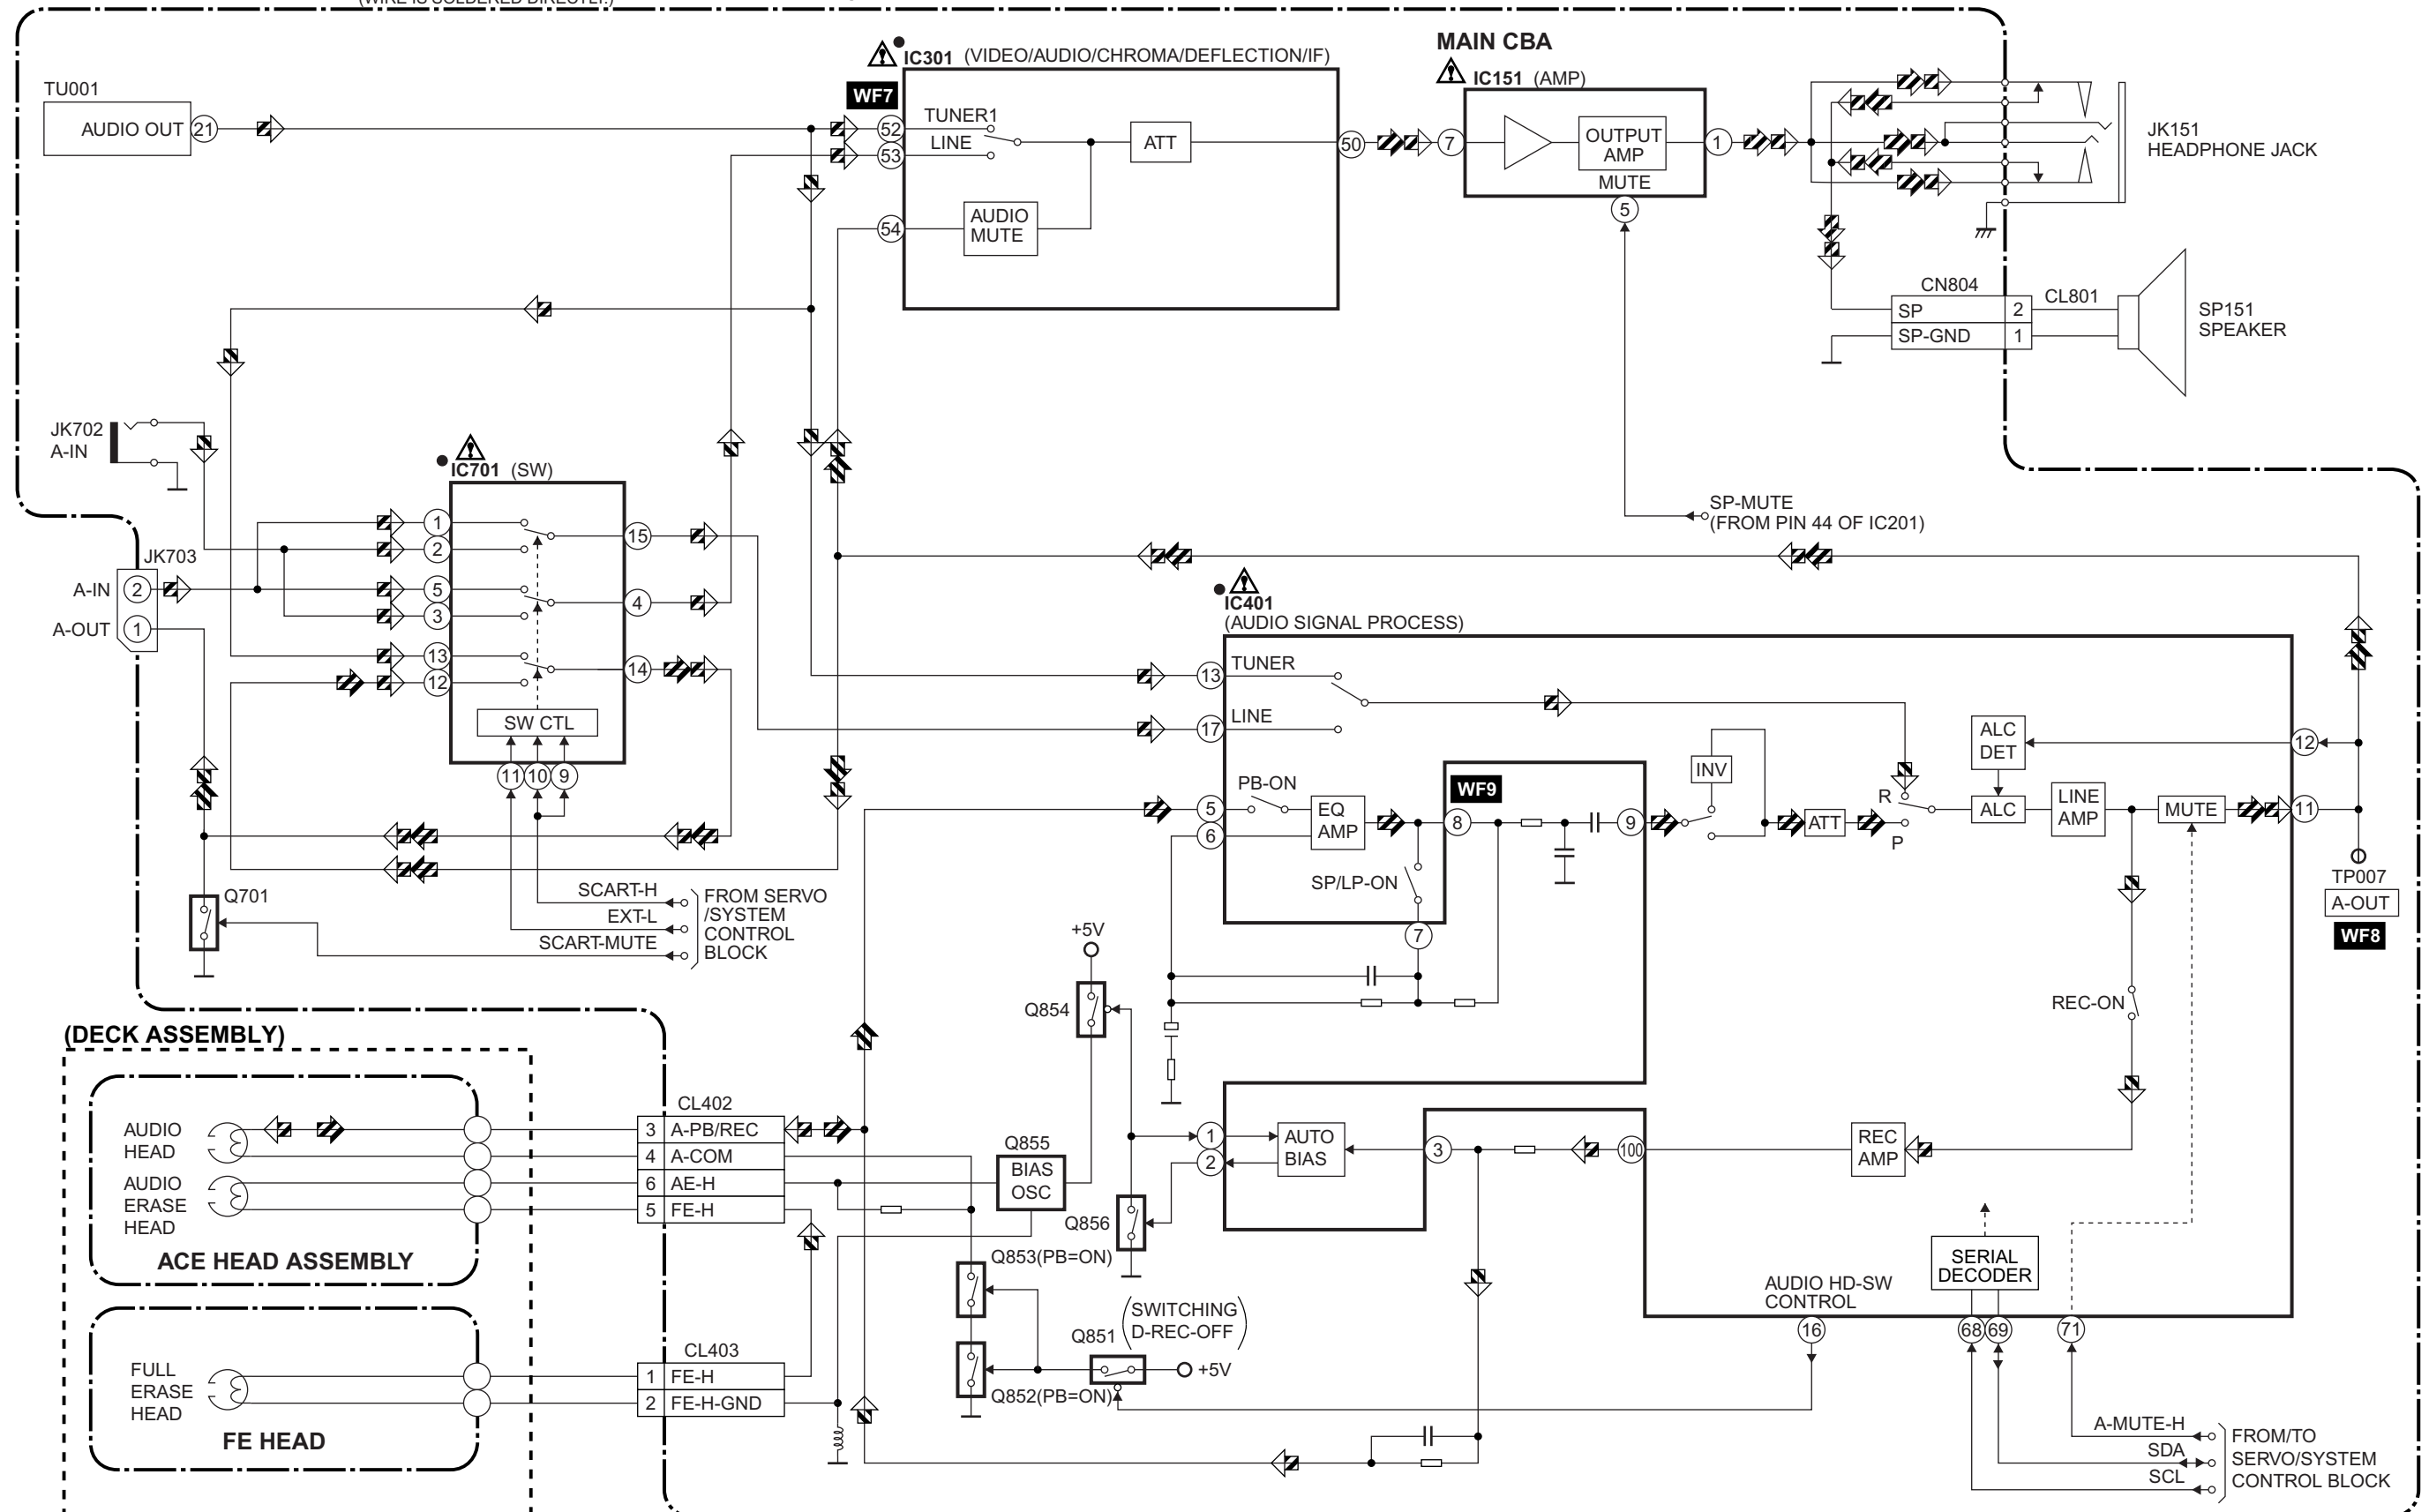 (WIRE IS SOLDERED DIRECTLY.)
MAIN CBA
IC301 (VIDEO/AUDIO/CHROMA/DEFLECTION/IF)
WF7
TU001
AUDIO OUT 21
52 TUNER1
53 LINE
ATT
50
54 AUDIO MUTE
IC151 (AMP)
7
OUTPUT
AMP
MUTE
1
5
JK151
HEADPHONE JACK
CN804
CL801
SP 2
SP-GND 1
SP151
SPEAKER
SP-MUTE
(FROM PIN 44 OF IC201)
JK702
A-IN
IC701 (SW)
1
2
5
3
13
12
15
4
14
SW CTL
11 10 9
JK703
A-IN 2
A-OUT 1
Q701
SCART-H
EXT-L
SCART-MUTE
FROM SERVO
/SYSTEM
CONTROL
BLOCK
IC401
(AUDIO SIGNAL PROCESS)
13 TUNER
17 LINE
5 PB-ON
6
EQ
AMP
SP/LP-ON
7
8
WF9
9
INV
ATT
R
P
ALC
DET
ALC
LINE
AMP
MUTE
12
11
TP007
A-OUT
WF8
REC-ON
REC
AMP
100
3
AUTO
BIAS
1
2
SERIAL
DECODER
AUDIO HD-SW
CONTROL
16
68 69
71
A-MUTE-H
SDA
SCL
FROM/TO
SERVO/SYSTEM
CONTROL BLOCK
+5V
Q854
Q855
BIAS
OSC
Q856
Q853(PB=ON)
Q851
(SWITCHING
D-REC-OFF)
+5V
Q852(PB=ON)
(DECK ASSEMBLY)
AUDIO
HEAD
AUDIO
ERASE
HEAD
ACE HEAD ASSEMBLY
CL402
3 A-PB/REC
4 A-COM
6 AE-H
5 FE-H
FULL
ERASE
HEAD
FE HEAD
CL403
1 FE-H
2 FE-H-GND